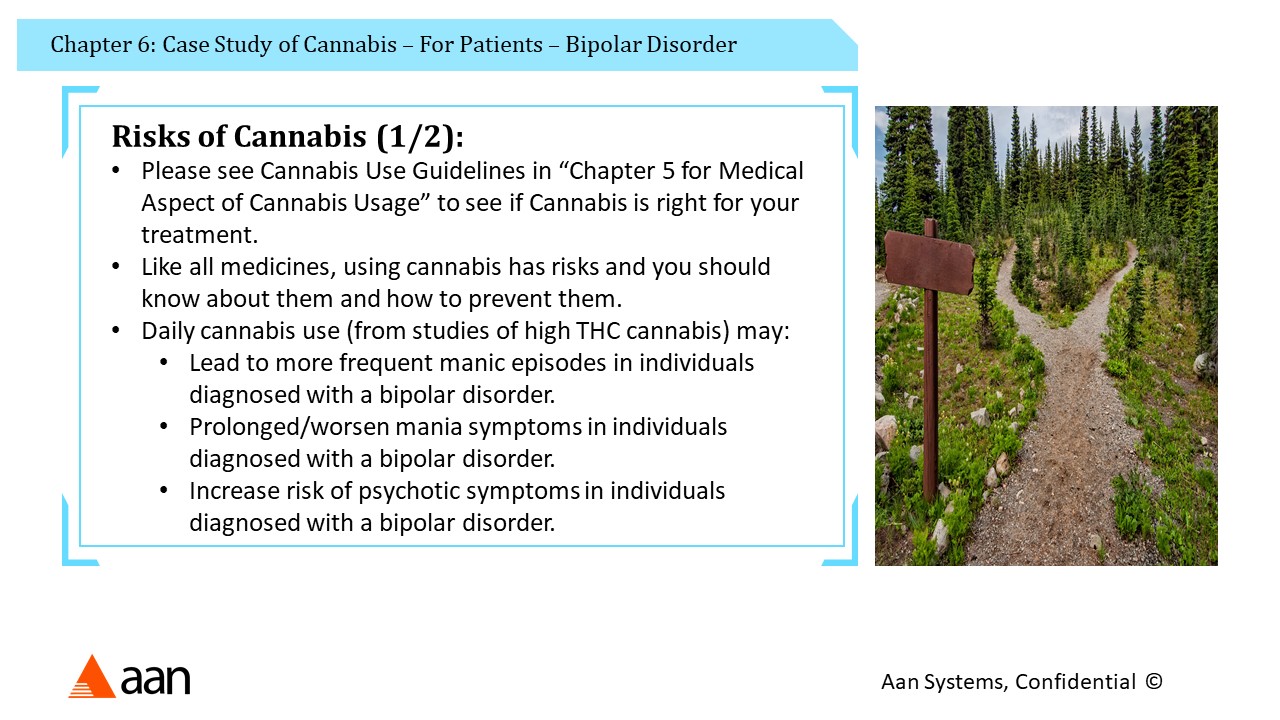 Chapter 6: Case Study of Cannabis – For Patients – Bipolar Disorder
Risks of Cannabis (1/2):
• Please see Cannabis Use Guidelines in “Chapter 5 for Medical
Aspect of Cannabis Usage” to see if Cannabis is right for your
treatment.
• Like all medicines, using cannabis has risks and you should
know about them and how to prevent them.
• Daily cannabis use (from studies of high THC cannabis) may:
• Lead to more frequent manic episodes in individuals
diagnosed with a bipolar disorder.
• Prolonged/worsen mania symptoms in individuals
diagnosed with a bipolar disorder.
• Increase risk of psychotic symptoms in individuals
diagnosed with a bipolar disorder.
aan
Aan Systems, Confidential ©